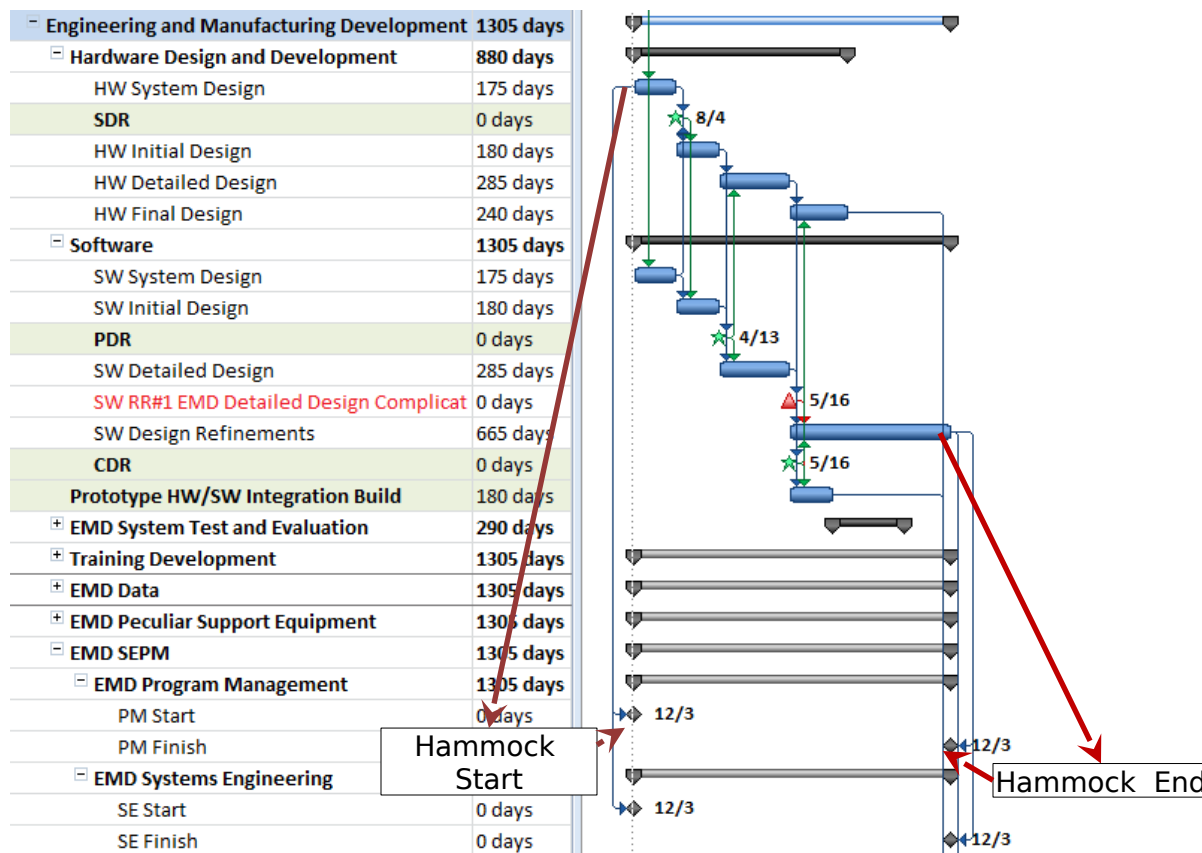 Engineering and Manufacturing Development 1305 days
Hardware Design and Development 880 days
HW System Design 175 days
SDR 0 days 8/4
HW Initial Design 180 days
HW Detailed Design 285 days
HW Final Design 240 days
Software 1305 days
SW System Design 175 days
SW Initial Design 180 days
PDR 0 days 4/13
SW Detailed Design 285 days
SW RR#1 EMD Detailed Design Complicat 0 days 5/16
SW Design Refinements 665 days
CDR 0 days 5/16
Prototype HW/SW Integration Build 180 days
EMD System Test and Evaluation 290 days
Training Development 1305 days
EMD Data 1305 days
EMD Peculiar Support Equipment 1305 days
EMD SEPM 1305 days
EMD Program Management 1305 days
PM Start 0 days 12/3
PM Finish 12/3
Hammock
Start
EMD Systems Engineering
Hammock End
SE Start 0 days 12/3
SE Finish 0 days 12/3